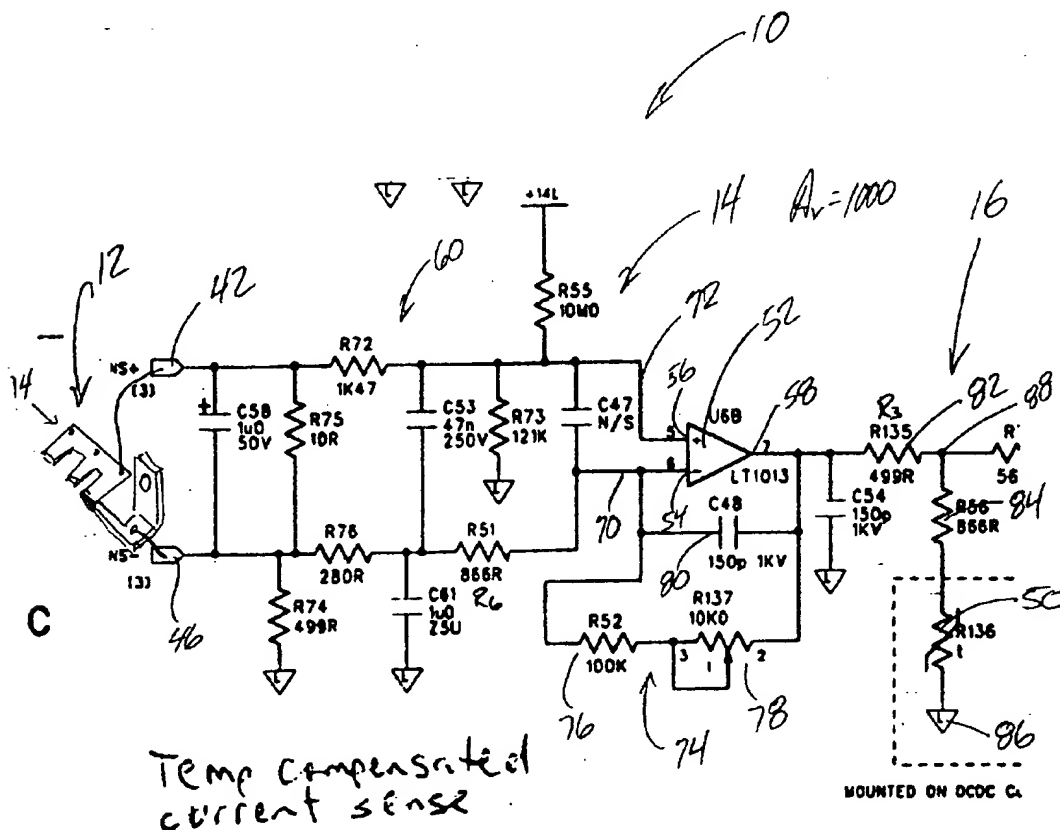 10
+14L
14 Av=1000
16
12
42
60
R55
10M0
72
52
NS+
(3)
R72
1K47
14
56
58
R3
82
88
C58
1u0
50V
R75
10R
C53
47n
250V
R73
121K
C47
N/S
5
U6B
7
R135
499R
6
LT1013
56
54
70
C48
C54
150p
1KV
R56
866R
84
NS-
(3)
R76
280R
R51
866R
R6
80
150p 1KV
46
R74
499R
C61
1u0
R137
10K0
50
C
R52
100K
3
1
2
R136
t
76
74
78
86
Temp compensated
current sense
MOUNTED ON DCDC